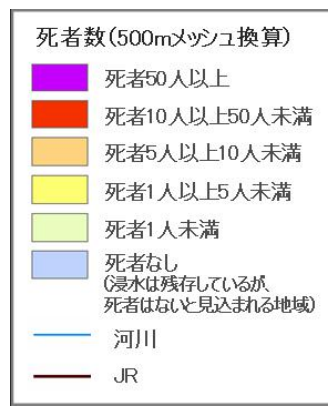 死者数(500mメッシュ換算)
死者50人以上
死者10人以上50人未満
死者5人以上10人未満
死者1人以上5人未満
死者1人未満
死者なし
(浸水は残存しているが、
死者はないと見込まれる地域)
河川
JR